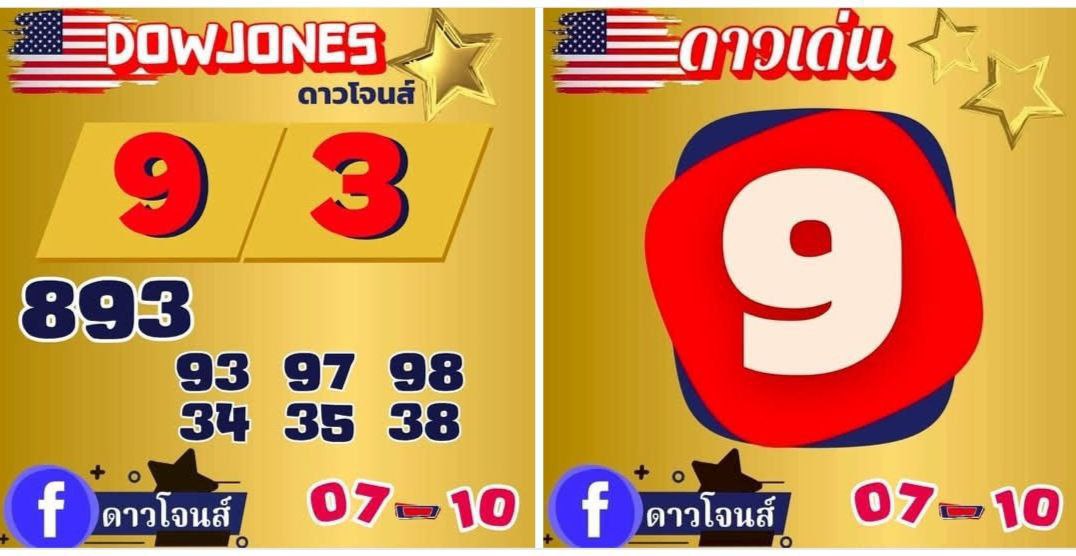 DOWJONES
ดาวโจนส์
9 3
893
93 97 98
34 35 38
f ดาวโจนส์
07-10
ดาวเด่น
9
f ดาวโจนส์
07-10